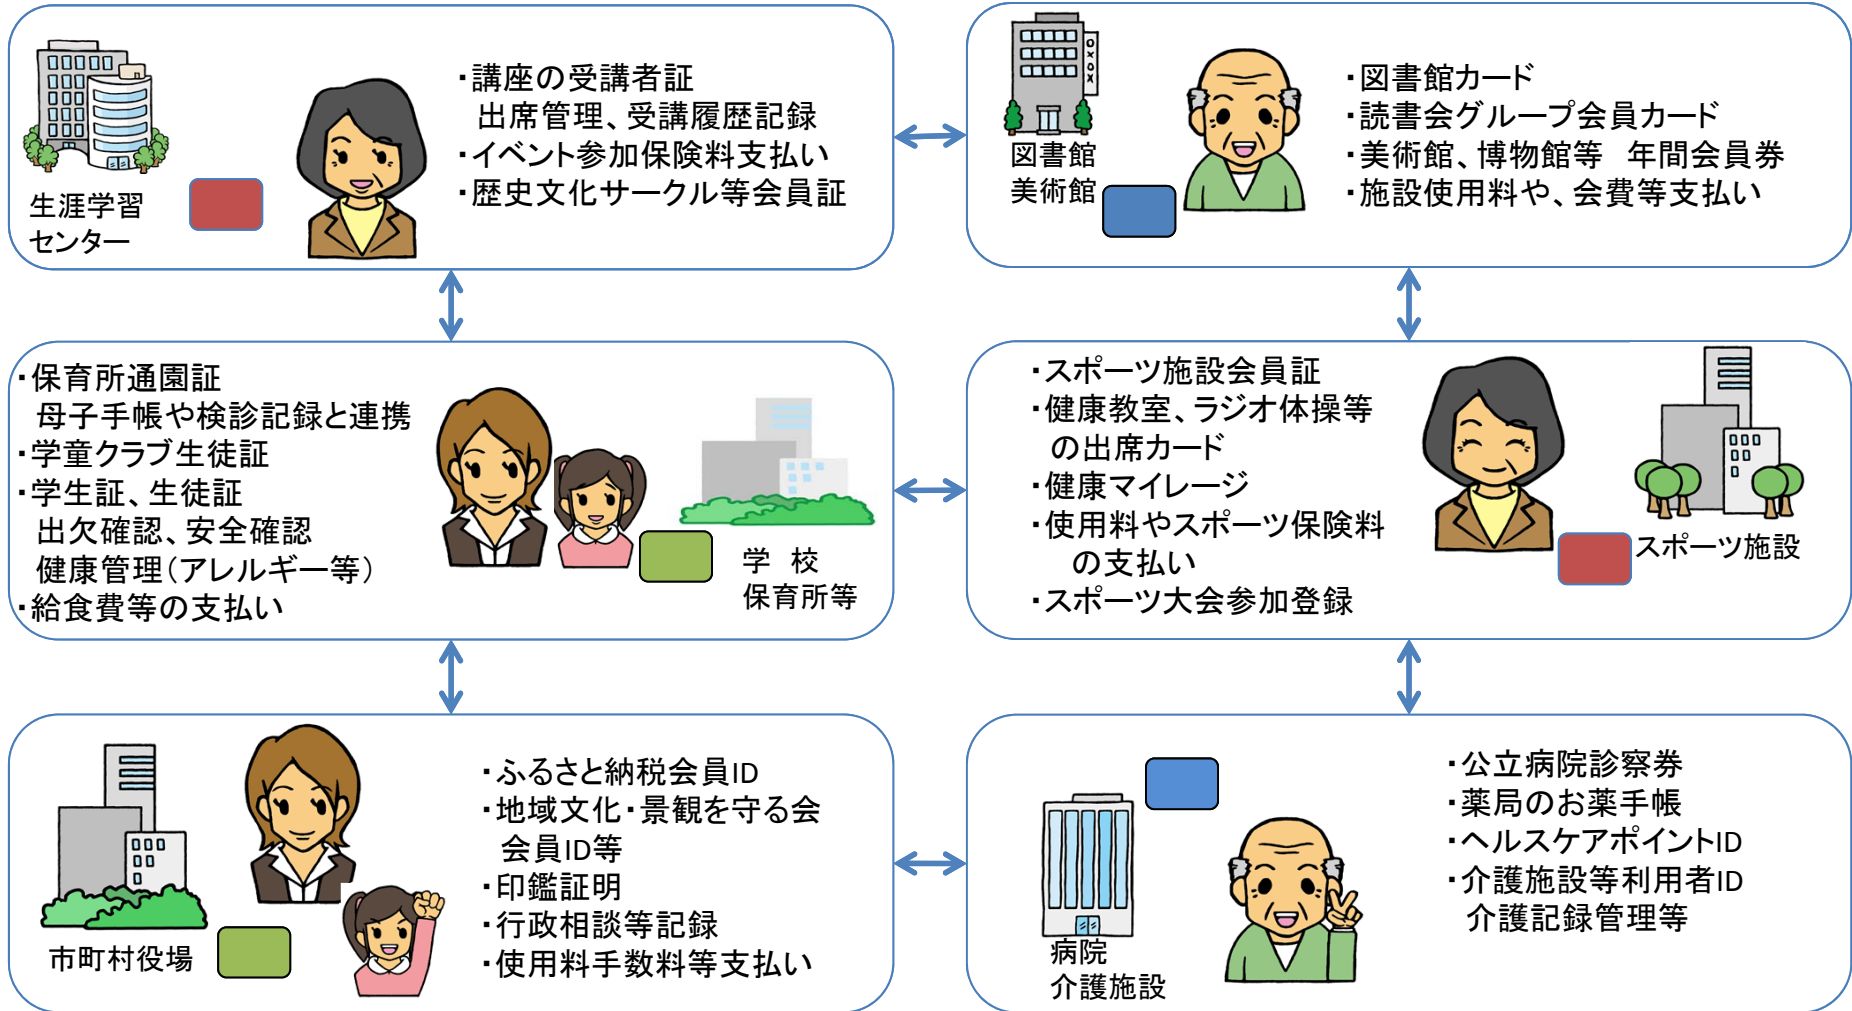 生涯学習
センター
・講座の受講者証
出席管理、受講履歴記録
・イベント参加保険料支払い
・歴史文化サークル等会員証
OXOX
図書館
美術館
・図書館カード
・読書会グループ会員カード
・美術館、博物館等　年間会員券
・施設使用料や、会費等支払い
・保育所通園証
母子手帳や検診記録と連携
・学童クラブ生徒証
・学生証、生徒証
出欠確認、安全確認
健康管理（アレルギー等）
・給食費等の支払い
学　校
保育所等
・スポーツ施設会員証
・健康教室、ラジオ体操等
の出席カード
・健康マイレージ
・使用料やスポーツ保険料
の支払い
・スポーツ大会参加登録
スポーツ施設
市町村役場
・ふるさと納税会員ID
・地域文化・景観を守る会
会員ID等
・印鑑証明
・行政相談等記録
・使用料手数料等支払い
病院
介護施設
・公立病院診察券
・薬局のお薬手帳
・ヘルスケアポイントID
・介護施設等利用者ID
介護記録管理等